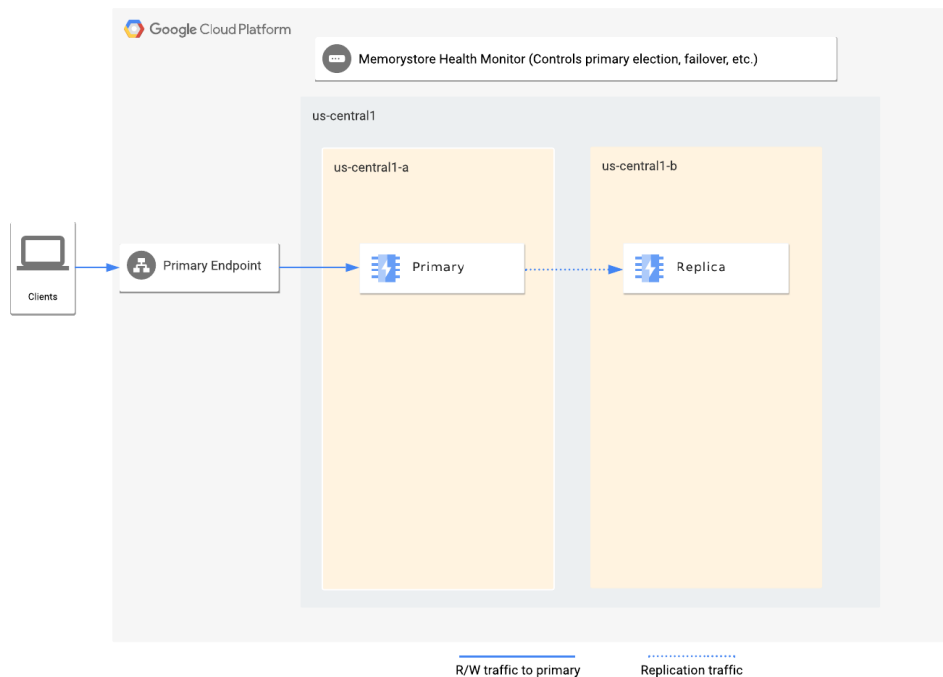 Google Cloud Platform
Memorystore Health Monitor (Controls primary election, failover, etc.)
us-central1
us-central1-a
us-central1-b
Clients
Primary Endpoint
Primary
Replica
R/W traffic to primary
Replication traffic